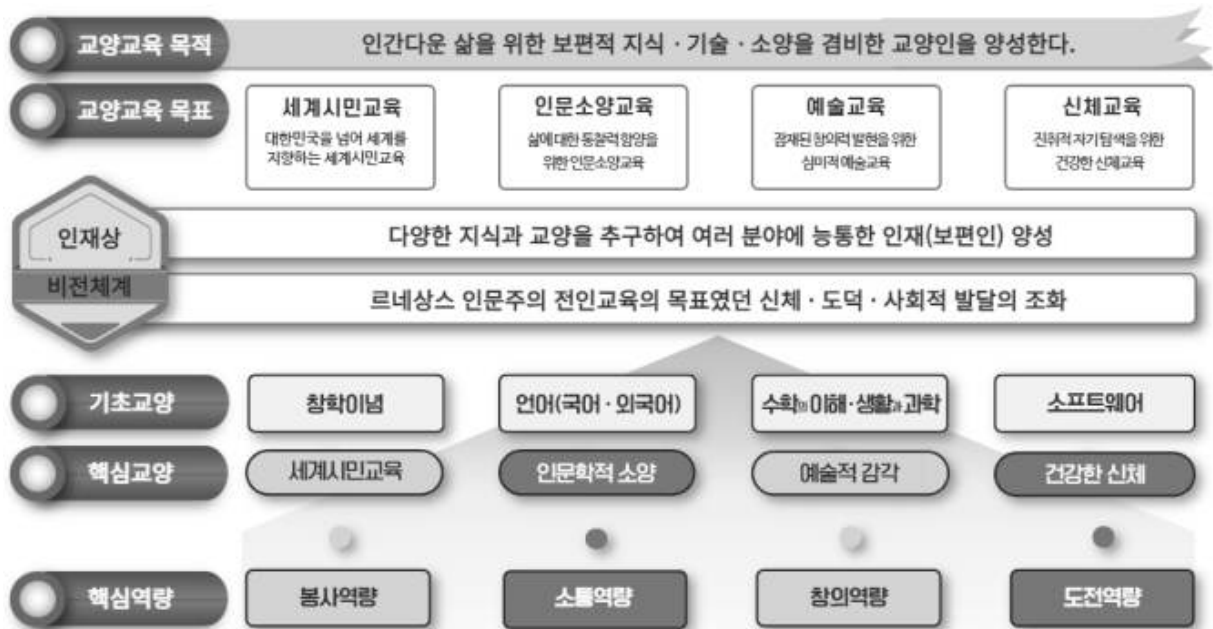 교양교육 목적
인간다운 삶을 위한 보편적 지식 · 기술 · 소양을 겸비한 교양인을 양성한다.
교양교육 목표
세계시민교육
대한민국을 넘어 세계를
지향하는 세계시민교육
인문소양교육
삶에 대한 통찰력 함양을
위한 인문소양교육
예술교육
잠재된 창의력 발현을 위한
심미적 예술교육
신체교육
진취적 자기 탐색을 위한
건강한 신체교육
인재상
비전체계
다양한 지식과 교양을 추구하여 여러 분야에 능통한 인재(보편인) 양성
르네상스 인문주의 전인교육의 목표였던 신체 · 도덕 · 사회적 발달의 조화
기초교양
창학이념
언어(국어 · 외국어)
수학의 이해·생활과 과학
소프트웨어
핵심교양
세계시민교육
인문학적 소양
예술적 감각
건강한 신체
핵심역량
봉사역량
소통역량
창의역량
도전역량